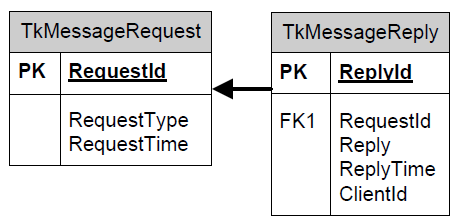 TkMessageRequest
PK RequestId
RequestType
RequestTime
TkMessageReply
PK ReplyId
FK1 RequestId
Reply
ReplyTime
ClientId